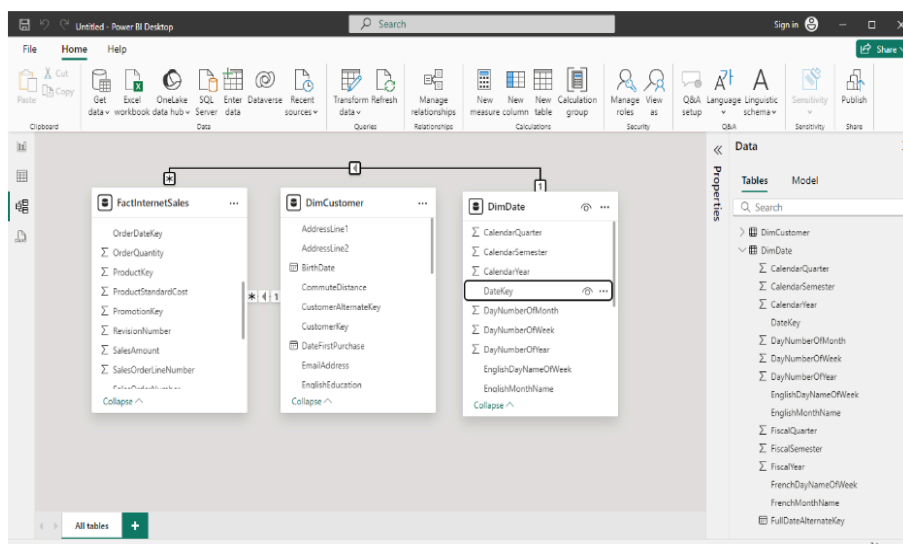 Untitled - Power BI Desktop
Search
Sign in
File Home Help
Share
Paste
Cut
Copy
Get data
Excel workbook
OneLake data hub
SQL Server
Enter data
Dataverse
Recent sources
Transform data
Refresh
Manage relationships
New measure
New column
New table
Calculation group
Manage roles
View as
Q&A setup
Language
Linguistic schema
Sensitivity
Publish
Clipboard
Data
Queries
Relationships
Calculations
Security
Q&A
Sensitivity
Share
FactInternetSales
OrderDateKey
OrderQuantity
ProductKey
ProductStandardCost
PromotionKey
RevisionNumber
SalesAmount
SalesOrderLineNumber
SalesOrderNumber
Collapse
* 1
DimCustomer
AddressLine1
AddressLine2
BirthDate
CommuteDistance
CustomerAlternateKey
CustomerKey
DateFirstPurchase
EmailAddress
EnglishEducation
Collapse
* 1
DimDate
CalendarQuarter
CalendarSemester
CalendarYear
DateKey
DayNumberOfMonth
DayNumberOfWeek
DayNumberOfYear
EnglishDayNameOfWeek
EnglishMonthName
Collapse
Properties
Data
Tables Model
Search
DimCustomer
DimDate
CalendarQuarter
CalendarSemester
CalendarYear
DateKey
DayNumberOfMonth
DayNumberOfWeek
DayNumberOfYear
EnglishDayNameOfWeek
EnglishMonthName
FiscalQuarter
FiscalSemester
FiscalYear
FrenchDayNameOfWeek
FrenchMonthName
FullDateAlternateKey
All tables